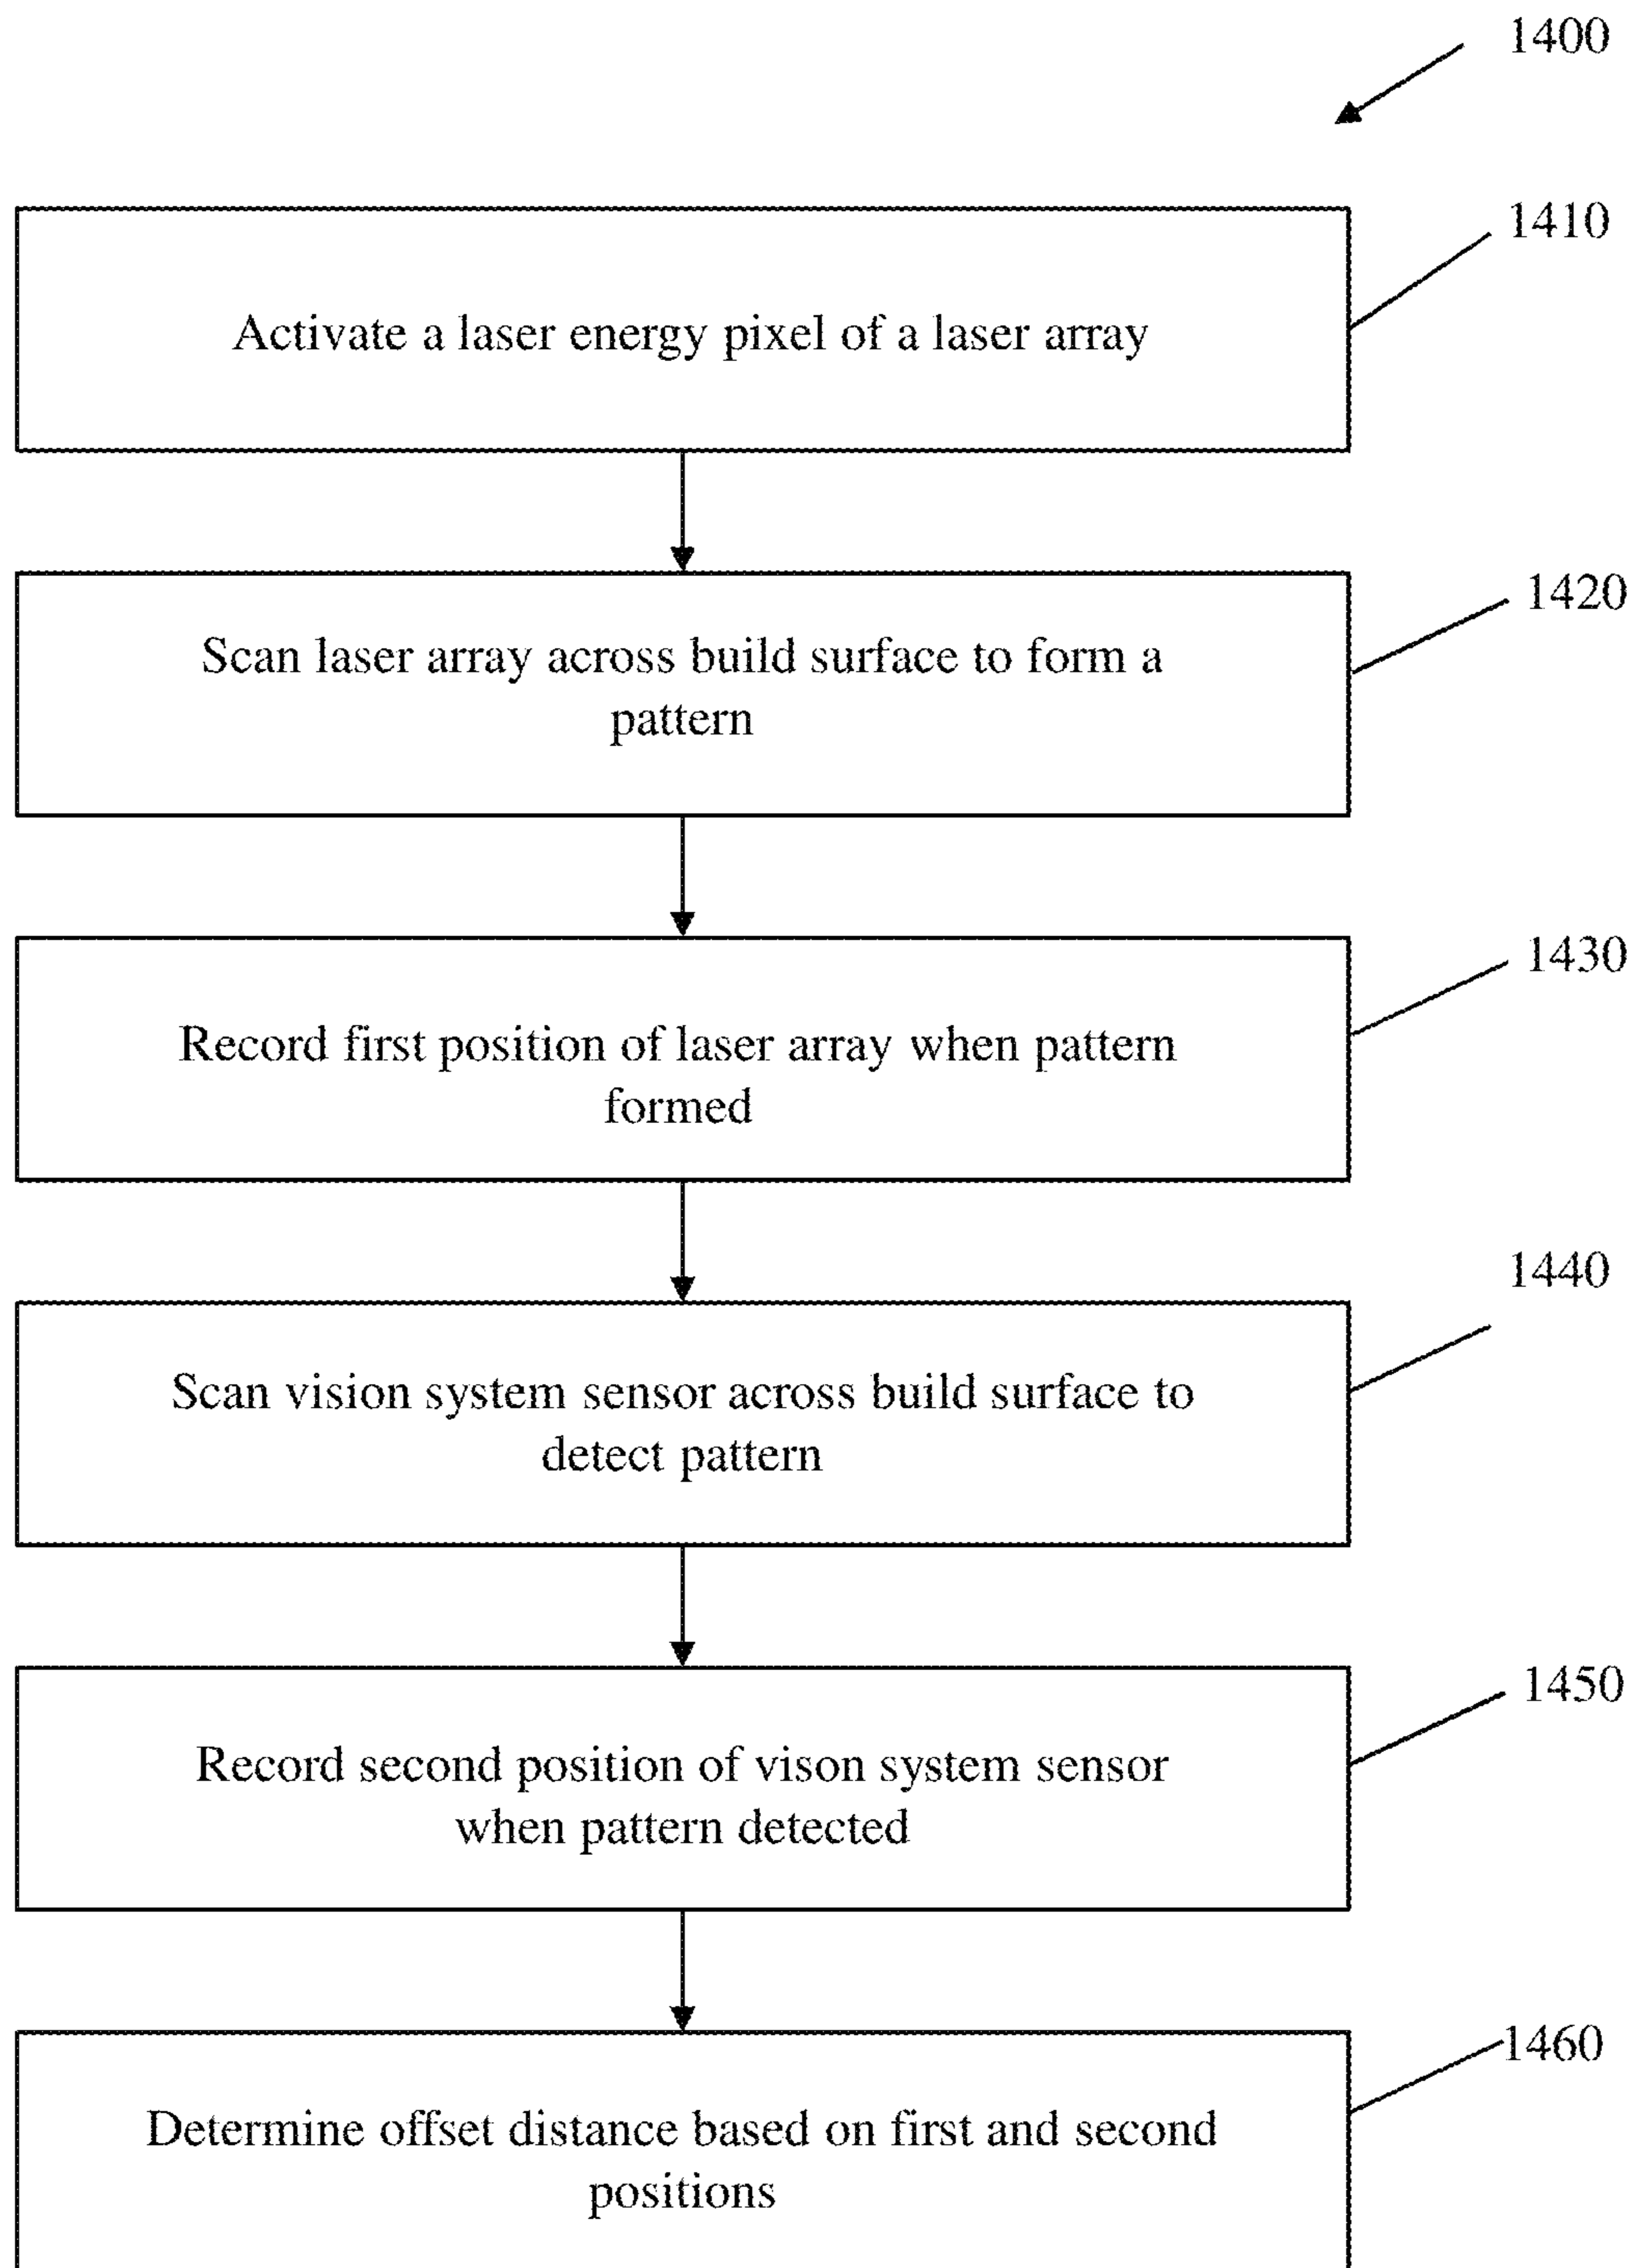 1400
1410
Activate a laser energy pixel of a laser array
1420
Scan laser array across build surface to form a
pattern
1430
Record first position of laser array when pattern
formed
1440
Scan vision system sensor across build surface to
detect pattern
1450
Record second position of vison system sensor
when pattern detected
1460
Determine offset distance based on first and second
positions